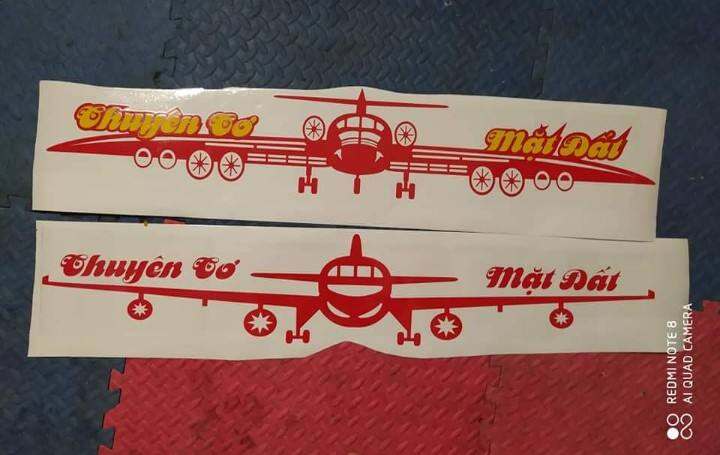 Chuyên Cơ
Mặt Đất
Chuyên Cơ
Mặt Đất
REDMI NOTE 8
AI QUAD CAMERA